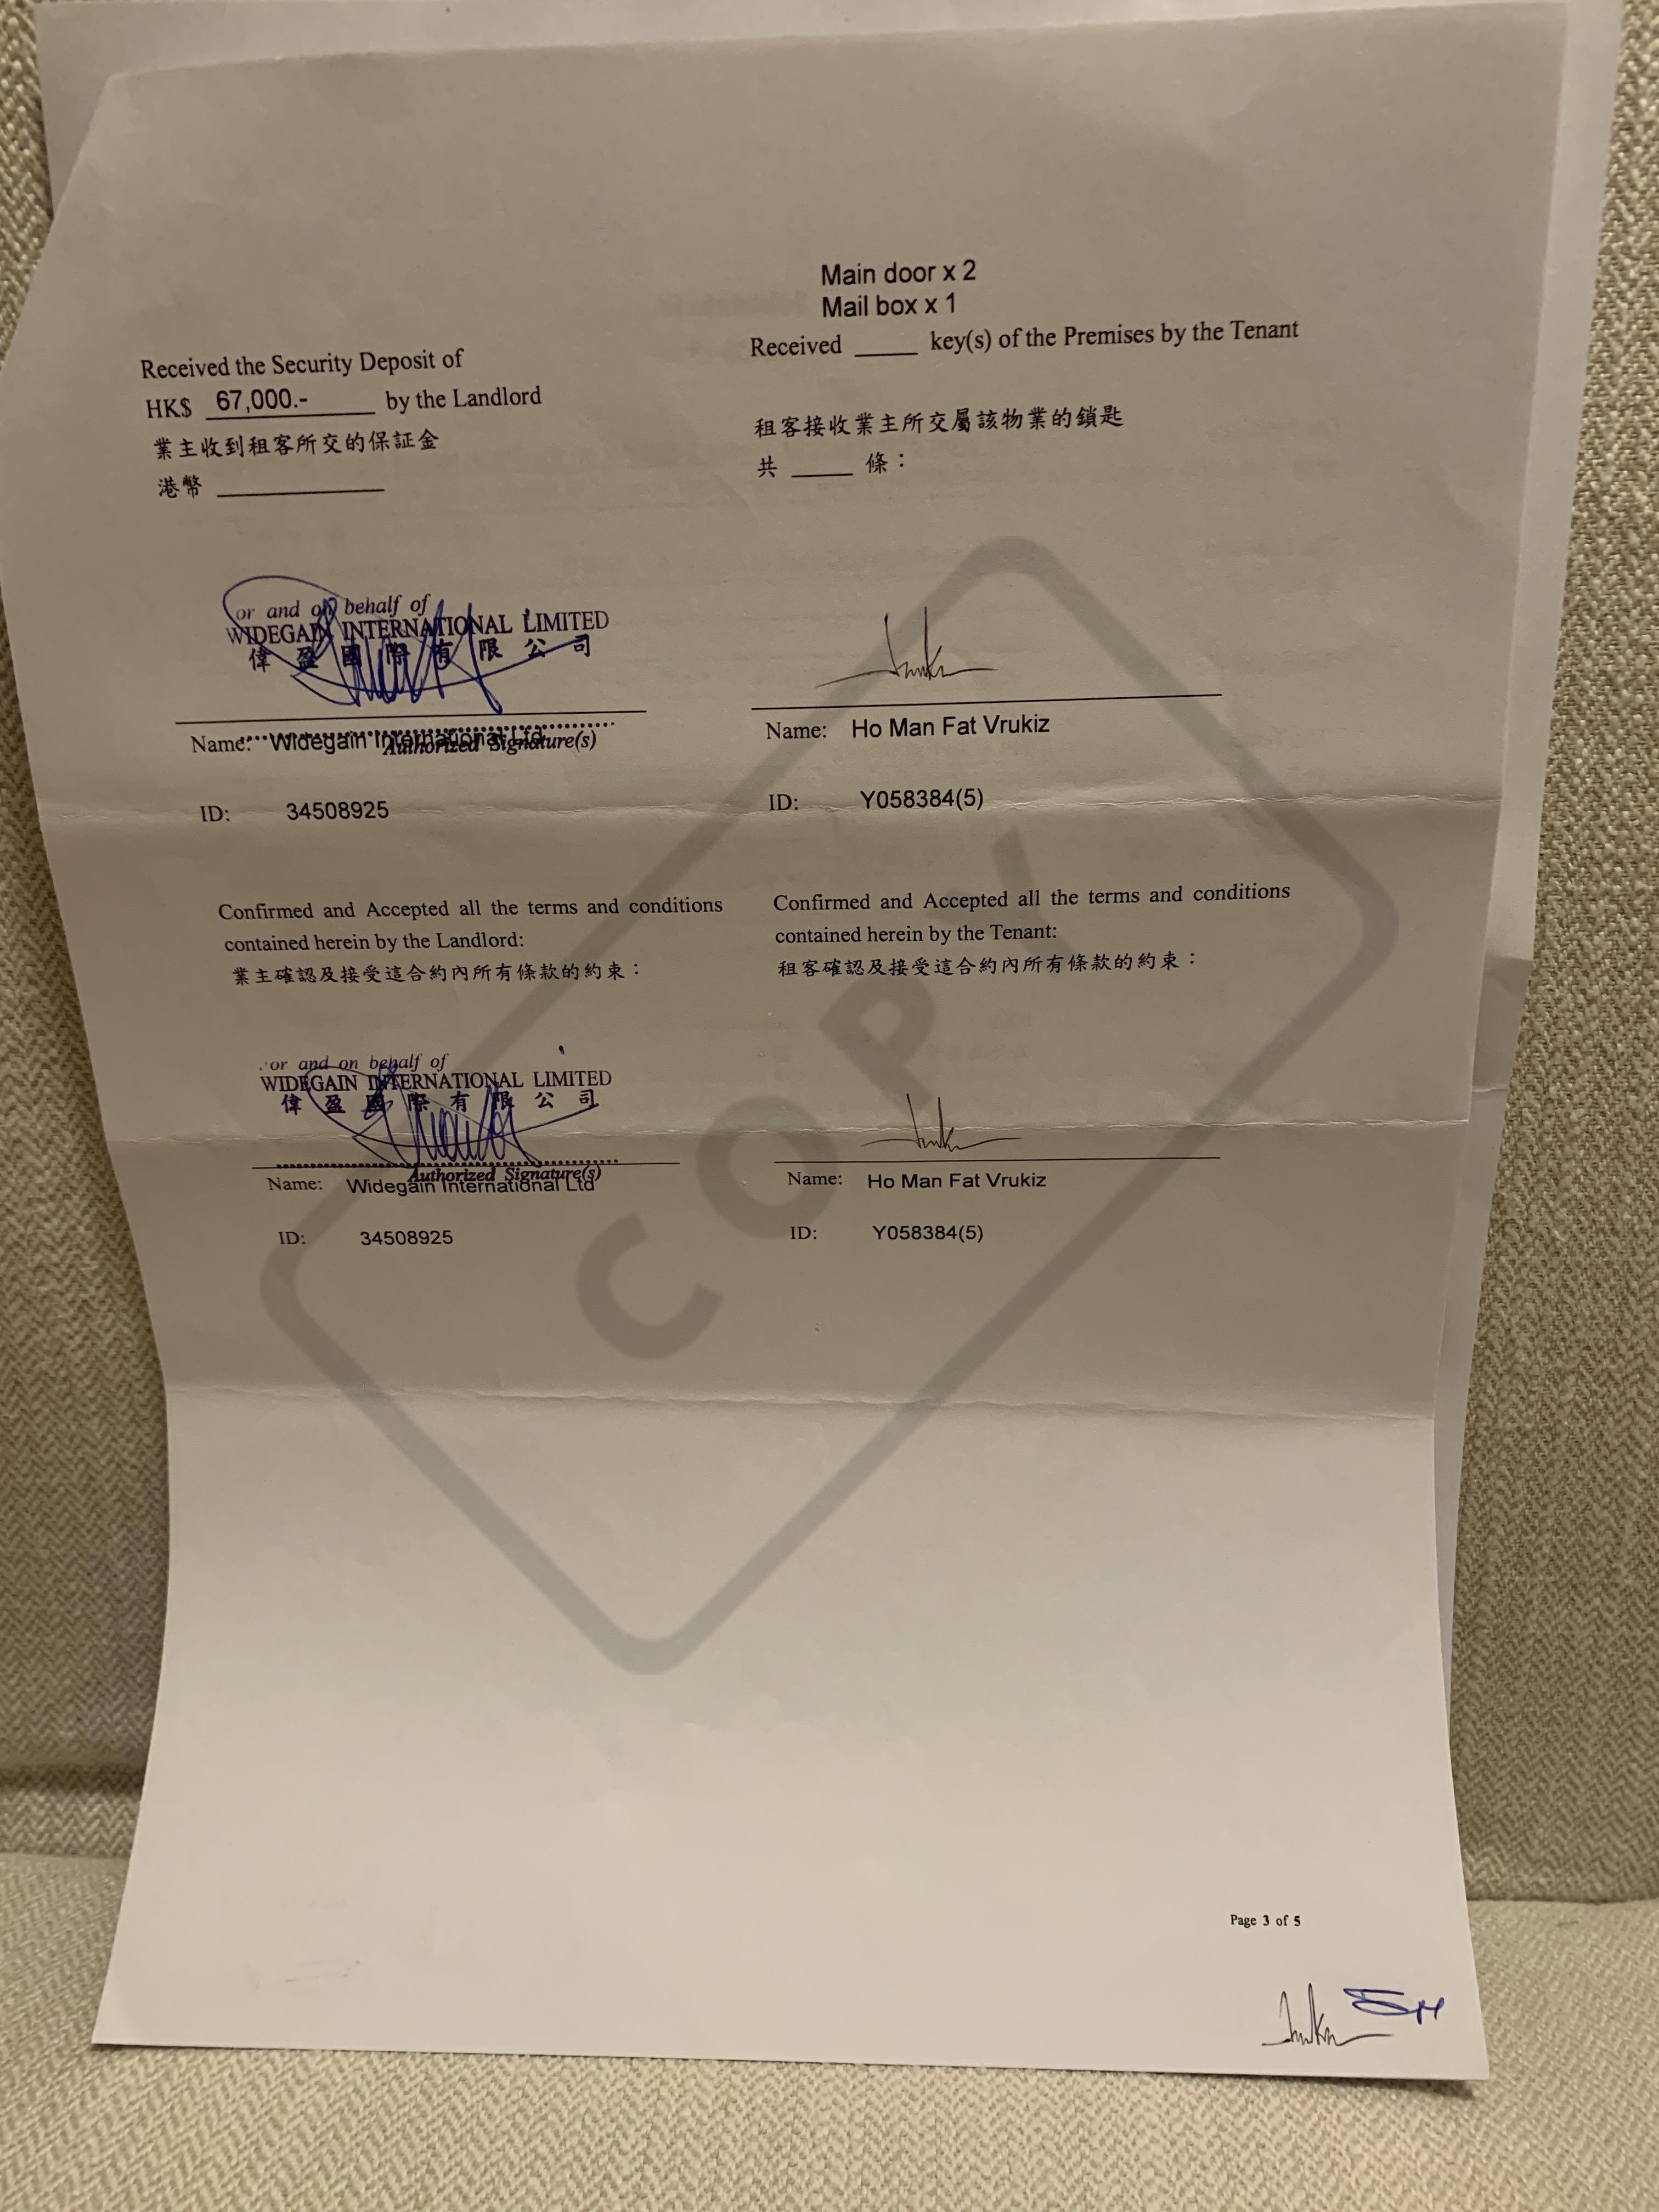 Main door x 2
Mail box x 1
Received _____ key(s) of the Premises by the Tenant
Received the Security Deposit of
HK$ 67,000.- by the Landlord
業主收到租客所交的保証金
港幣 _____
租客接收業主所交屬該物業的鎖匙
共 _____ 條：
or and on behalf of
WIDEGAIN INTERNATIONAL LIMITED
偉盈國際有限公司
Name: Widegain International Ltd
Authorized Signature(s)
ID: 34508925
Name: Ho Man Fat Vrukiz
ID: Y058384(5)
Confirmed and Accepted all the terms and conditions
contained herein by the Landlord:
業主確認及接受這合約內所有條款的約束：
Confirmed and Accepted all the terms and conditions
contained herein by the Tenant:
租客確認及接受這合約內所有條款的約束：
or and on behalf of
WIDEGAIN INTERNATIONAL LIMITED
偉盈國際有限公司
Authorized Signature(s)
Name: Widegain International Ltd
ID: 34508925
Name: Ho Man Fat Vrukiz
ID: Y058384(5)
COPY
Page 3 of 5